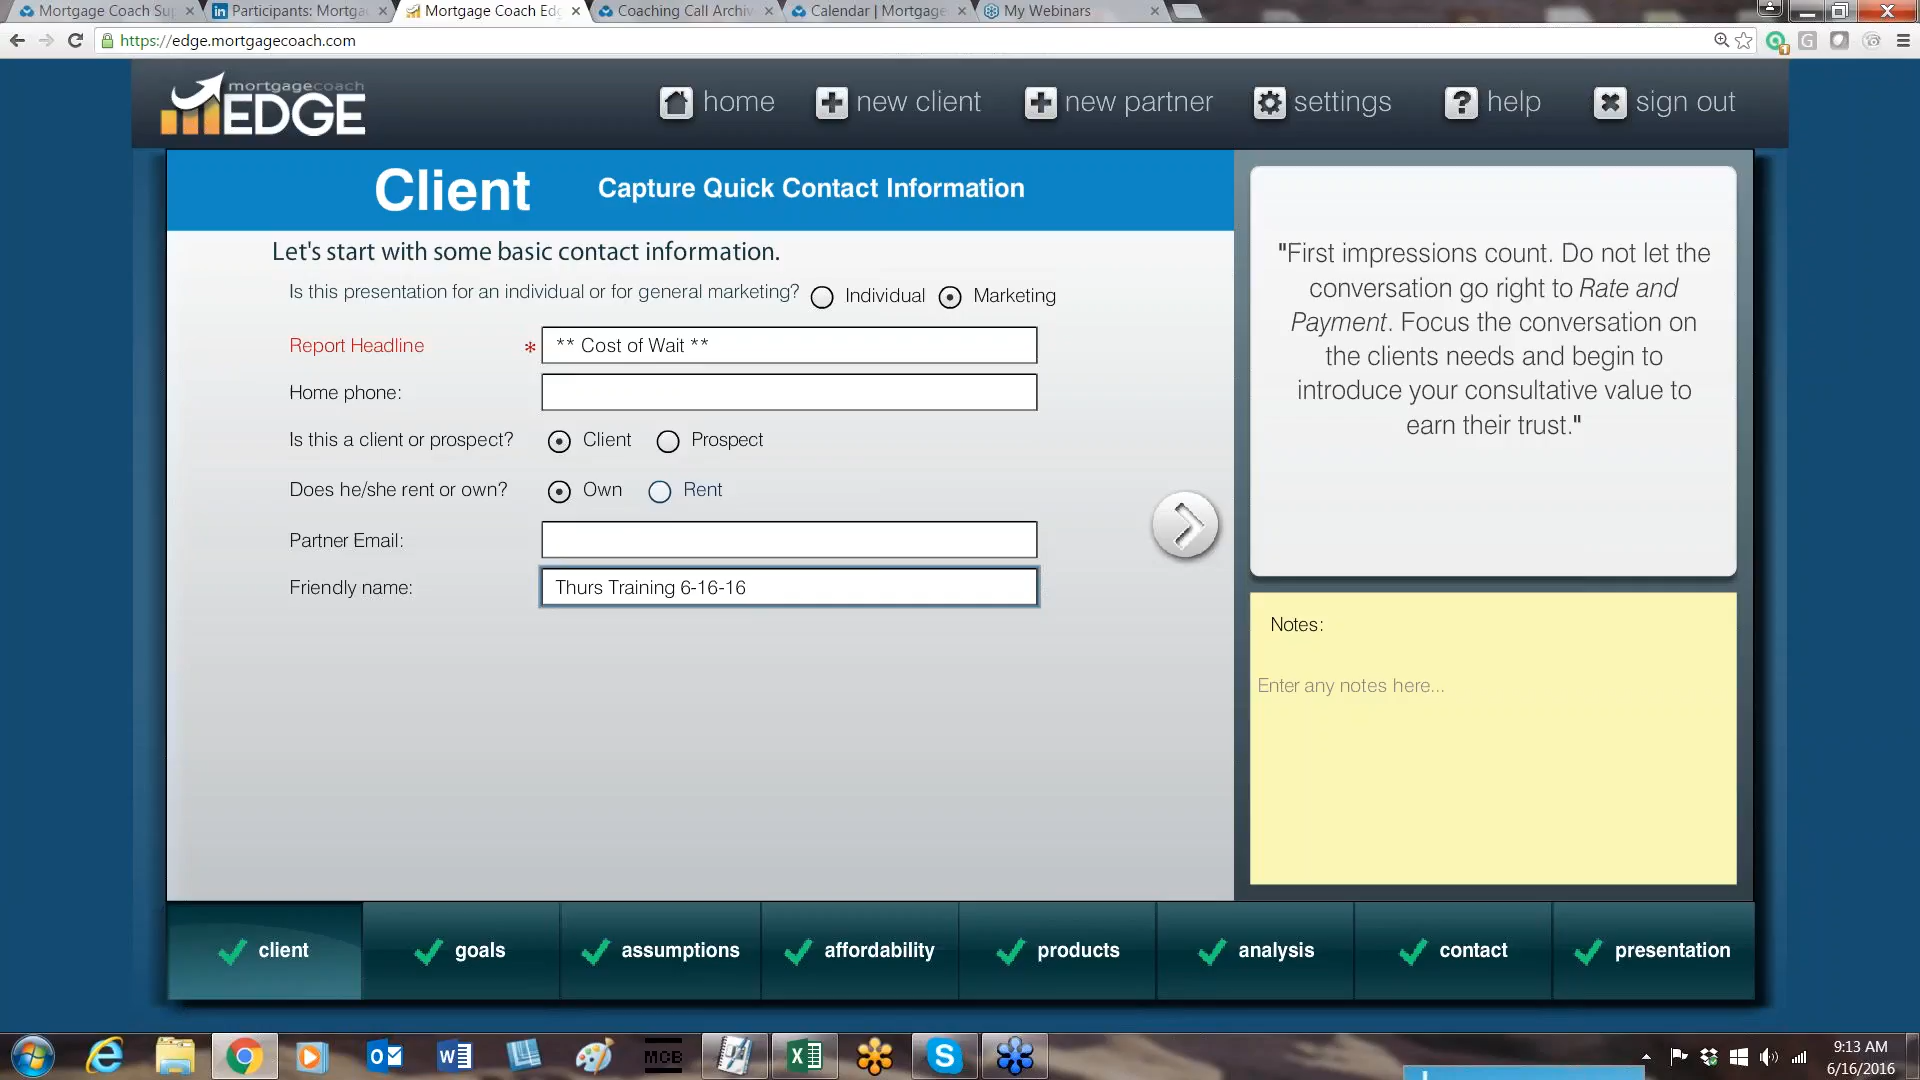 Mortgage Coach Sup
Participants: Mortga
Mortgage Coach Edg
Coaching Call Archiv
Calendar | Mortgage
My Webinars
https://edge.mortgagecoach.com
mortgagecoach
EDGE
home
new client
new partner
settings
help
sign out
Client
Capture Quick Contact Information
Let's start with some basic contact information.
Is this presentation for an individual or for general marketing? Individual Marketing
Report Headline * ** Cost of Wait **
Home phone:
Is this a client or prospect? Client Prospect
Does he/she rent or own? Own Rent
Partner Email:
Friendly name: Thurs Training 6-16-16
"First impressions count. Do not let the
conversation go right to Rate and
Payment. Focus the conversation on
the clients needs and begin to
introduce your consultative value to
earn their trust."
Notes:
Enter any notes here...
client
goals
assumptions
affordability
products
analysis
contact
presentation
MCB
9:13 AM
6/16/2016